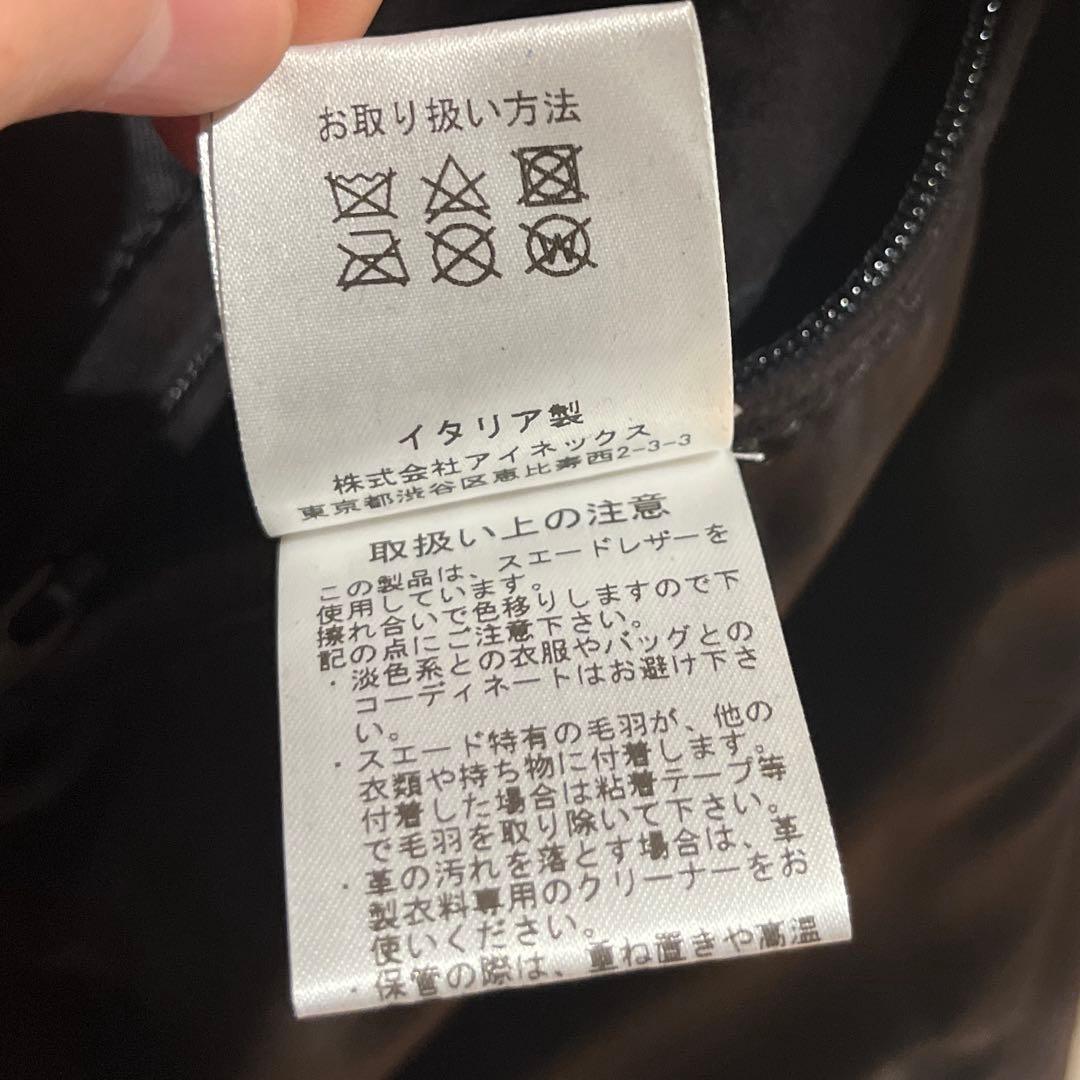 お取り扱い方法
W
イタリア製
株式会社アイネックス
東京都渋谷区恵比寿西2-3-3
取扱い上の注意
この製品は、スエードレザーを
使用しています。
擦れ合いで色移りしますので下
記の点にご注意下さい。
・淡色系との衣服やバッグとの
コーディネートはお避け下さ
い。
・スエード特有の毛羽が、他の
衣類や持ち物に付着します。
付着した場合は粘着テープ等
で毛羽を取り除いて下さい。
・革の汚れを落とす場合は、革
製衣料専用のクリーナーをお
使いください。
・保管の際は、重ね置きや高温